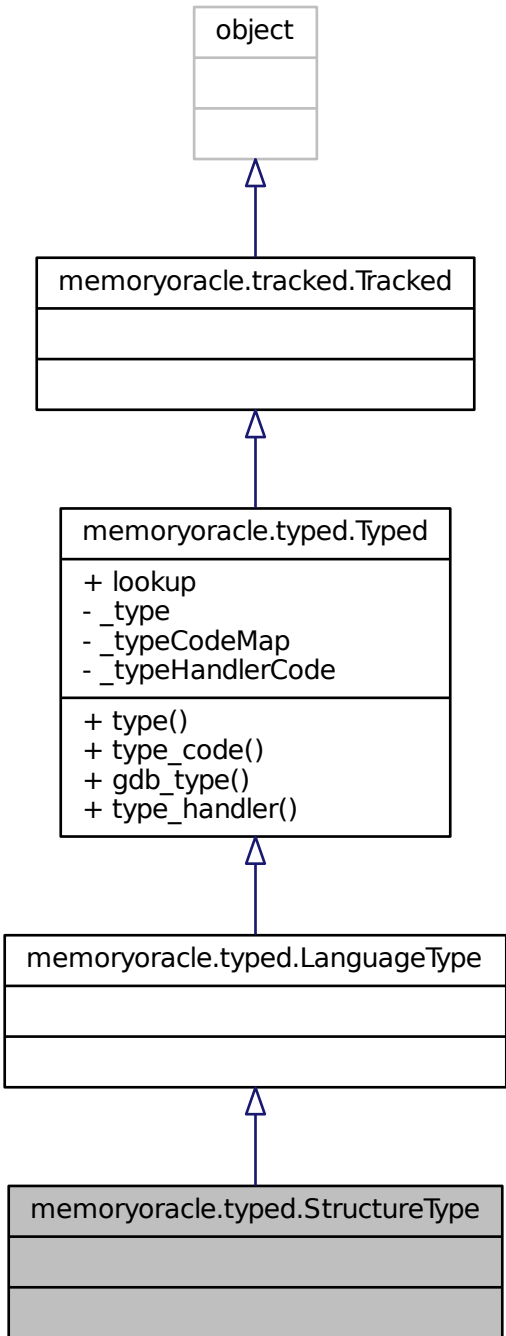 object
memoryoracle.tracked.Tracked
memoryoracle.typed.Typed
+ lookup
- _type
- _typeCodeMap
- _typeHandlerCode
+ type()
+ type_code()
+ gdb_type()
+ type_handler()
memoryoracle.typed.LanguageType
memoryoracle.typed.StructureType